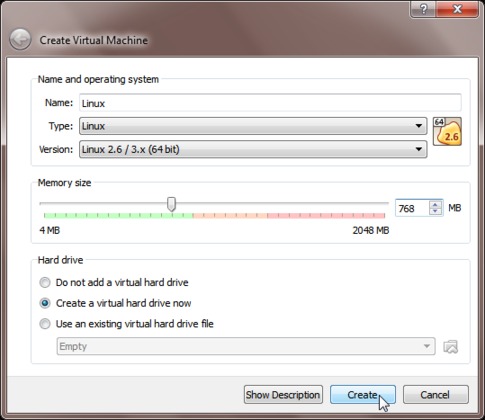 ?
Create Virtual Machine
Name and operating system
Name: Linux
Type: Linux
64
Version: Linux 2.6 / 3.x (64 bit)
2.6
Memory size
768 MB
4 MB 2048 MB
Hard drive
Do not add a virtual hard drive
Create a virtual hard drive now
Use an existing virtual hard drive file
Empty
Show Description Create Cancel